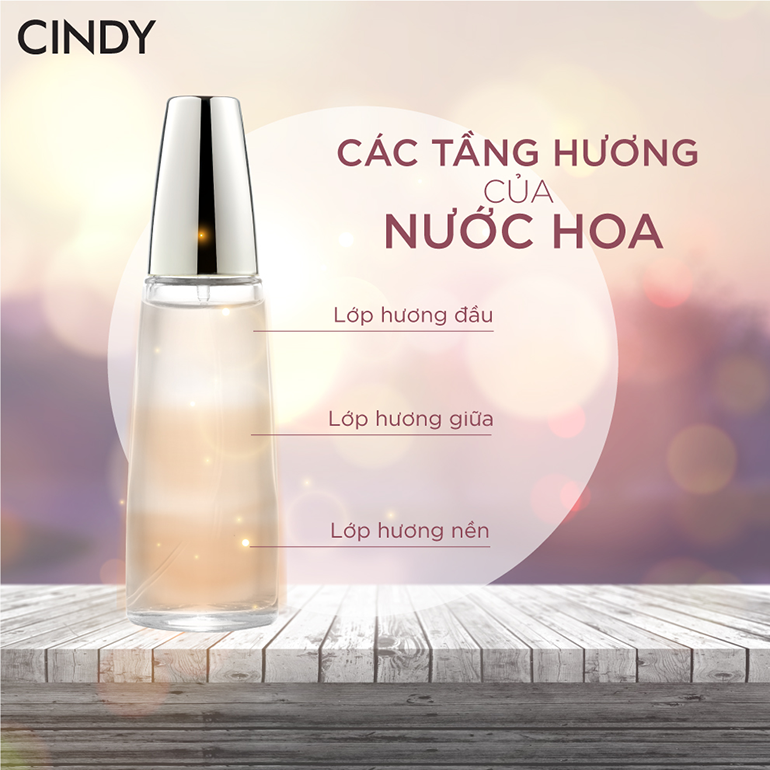 CINDY
CÁC TẦNG HƯƠNG
CỦA
NƯỚC HOA
Lớp hương đầu
Lớp hương giữa
Lớp hương nền